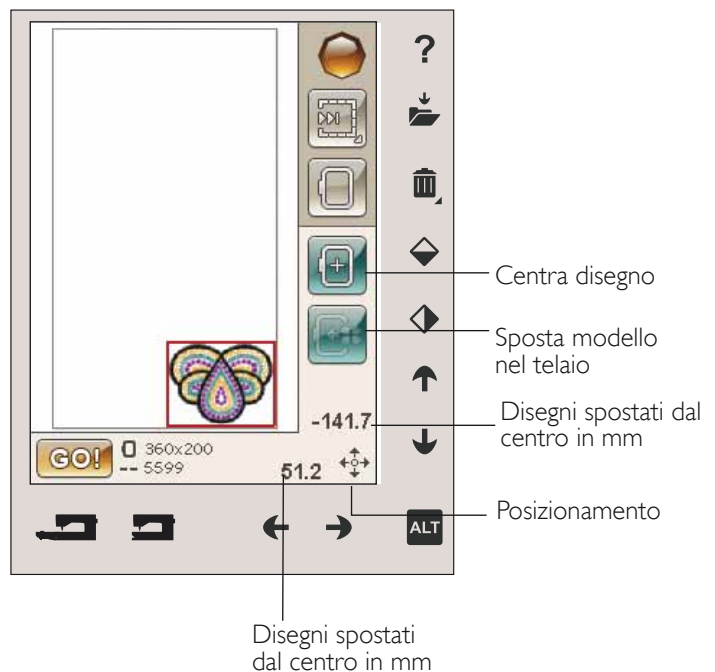 ?
Centra disegno
Sposta modello
nel telaio
-141.7
Disegni spostati dal
centro in mm
GO!
360x200
5599
51.2
Posizionamento
ALT
Disegni spostati
dal centro in mm